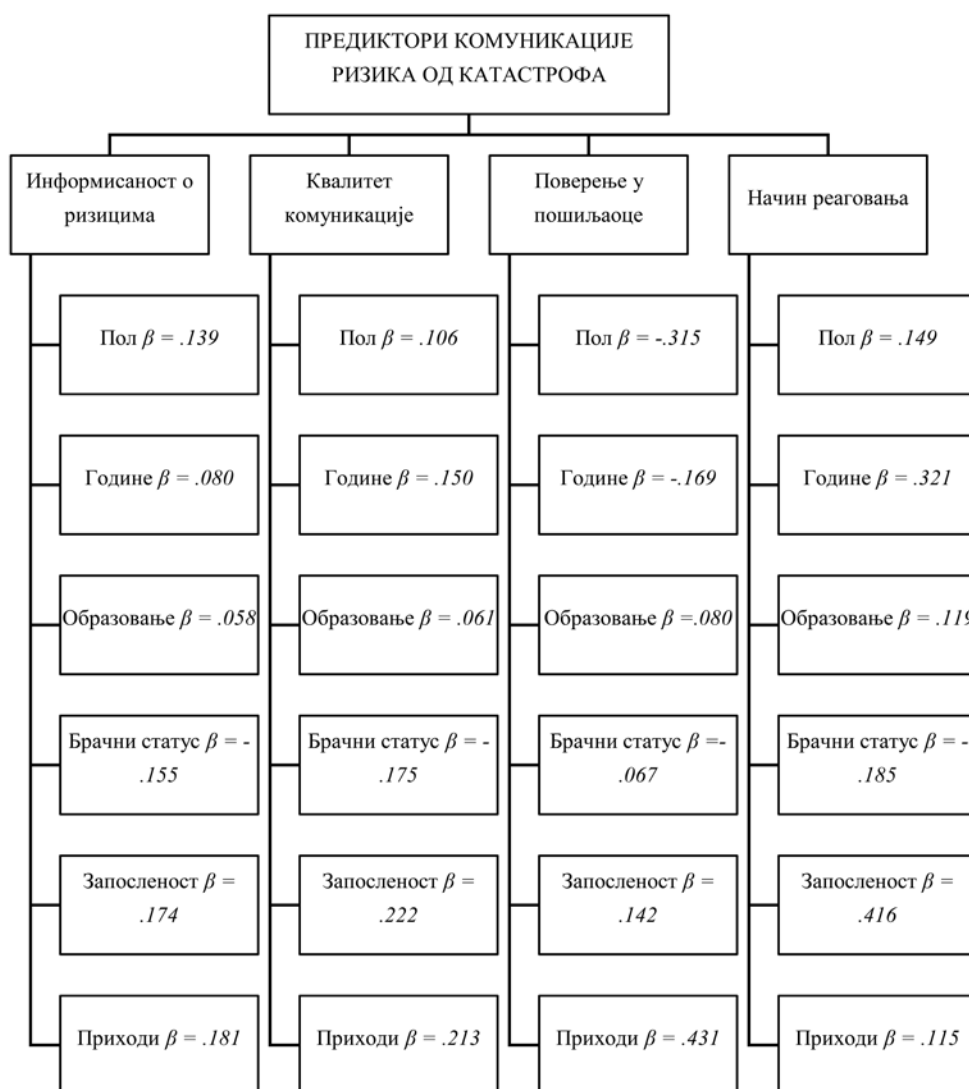 ПРЕДИКТОРИ КОМУНИКАЦИЈЕ
РИЗИКА ОД КАТАСТРОФА
Информисаност о
ризицима
Квалитет
комуникације
Поверење у
пошиљаоце
Начин реаговања
Пол β = .139
Пол β = .106
Пол β = -.315
Пол β = .149
Године β = .080
Године β = .150
Године β = -.169
Године β = .321
Образовање β = .058
Образовање β = .061
Образовање β =.080
Образовање β = .119
Брачни статус β = -
.155
Брачни статус β = -
.175
Брачни статус β =-
.067
Брачни статус β = -
.185
Запосленост β =
.174
Запосленост β =
.222
Запосленост β =
.142
Запосленост β =
.416
Приходи β = .181
Приходи β = .213
Приходи β = .431
Приходи β = .115